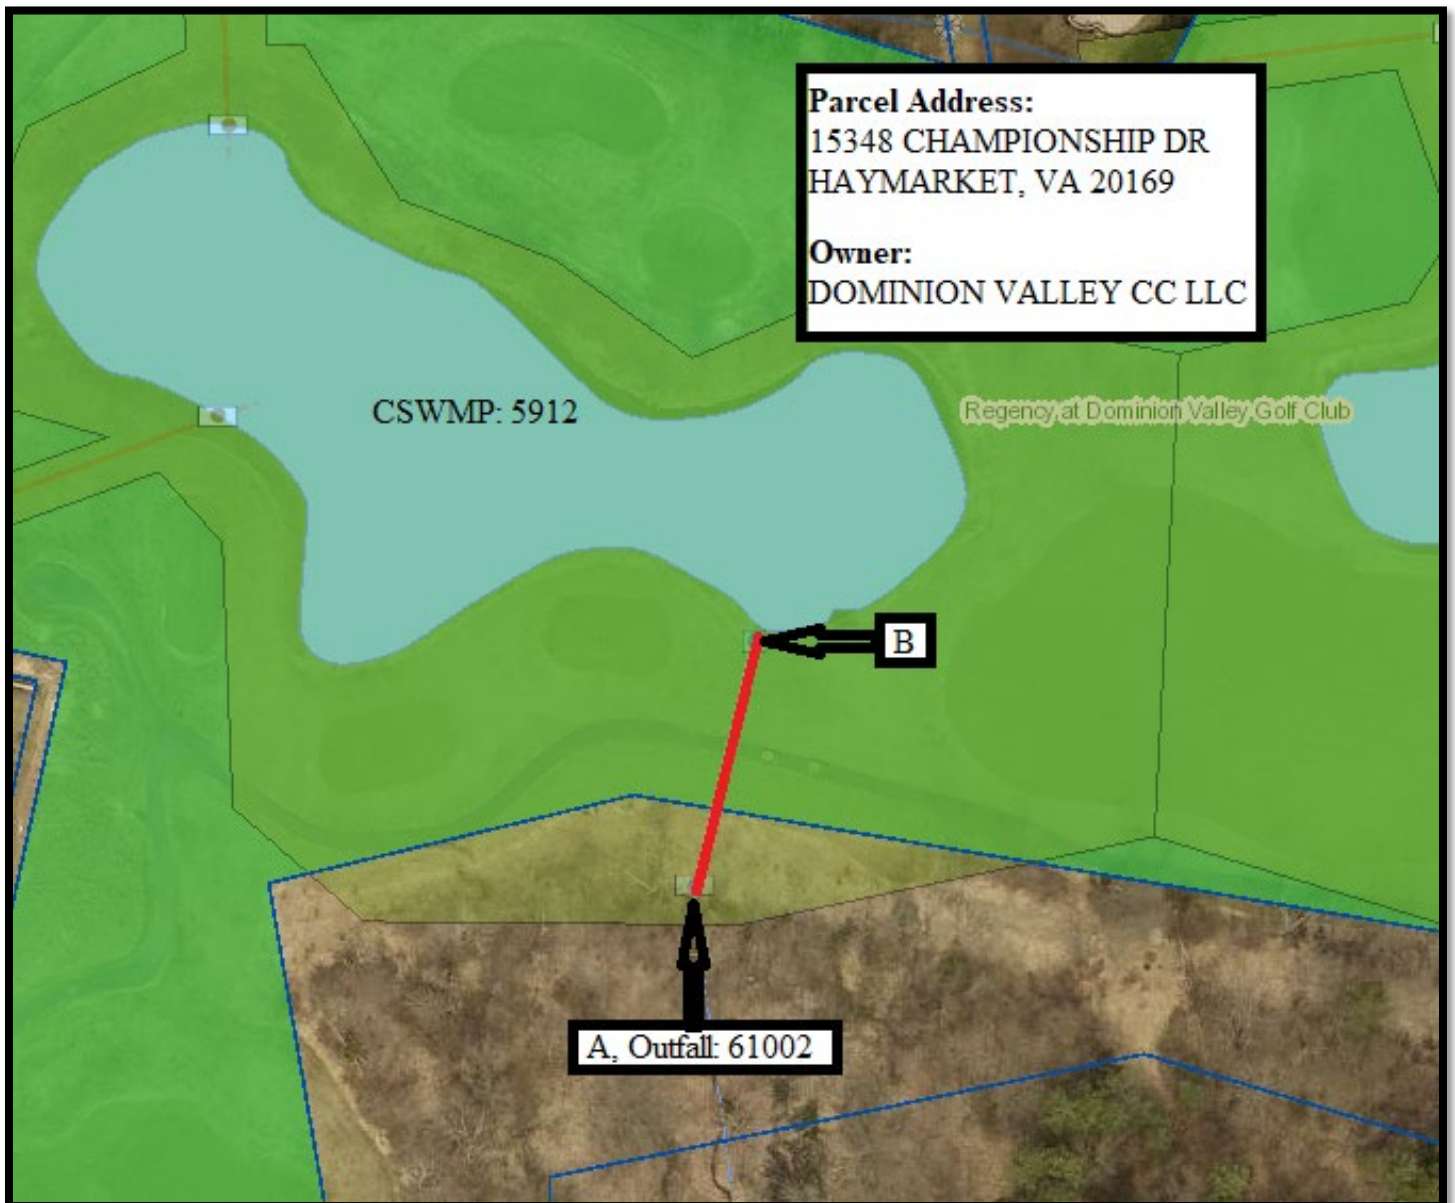 Parcel Address:
15348 CHAMPIONSHIP DR
HAYMARKET, VA 20169
Owner:
DOMINION VALLEY CC LLC
CSWMP: 5912
Regency at Dominion Valley Golf Club
B
A, Outfall: 61002